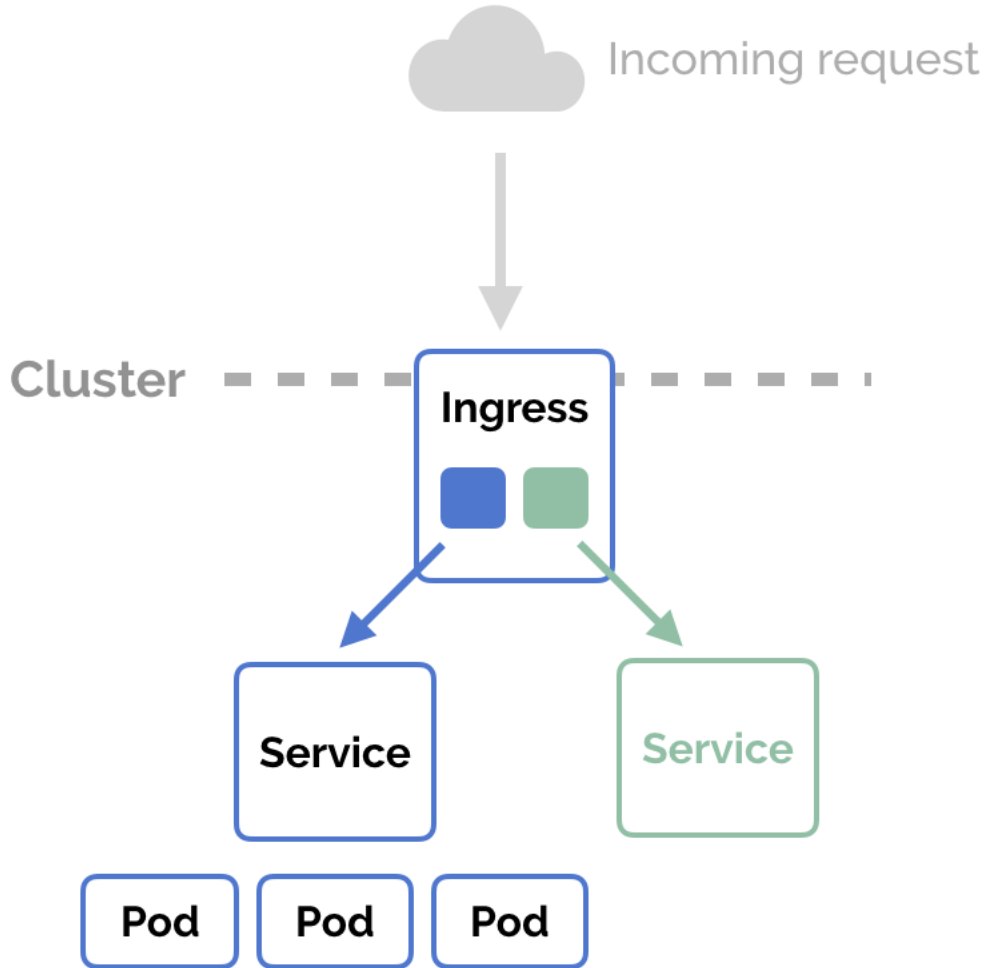 Incoming request
Cluster
Ingress
Service
Service
Pod
Pod
Pod